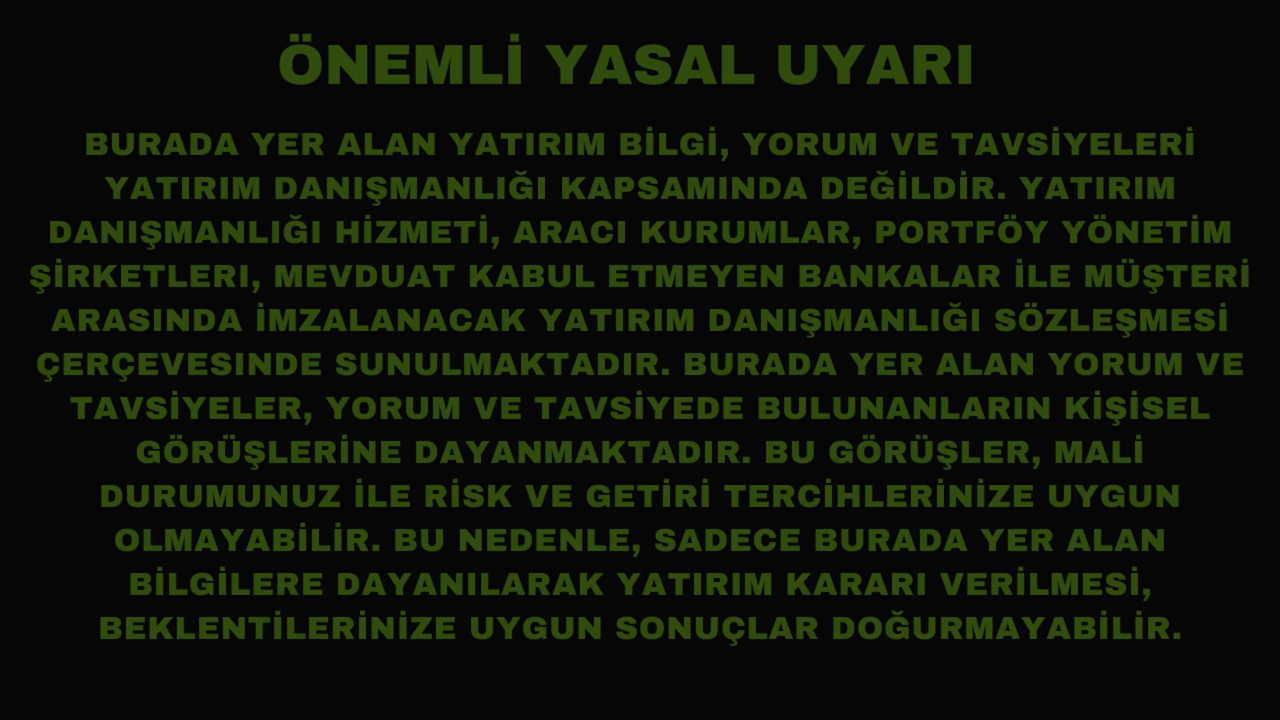 ÖNEMLİ YASAL UYARI
BURADA YER ALAN YATIRIM BİLGİ, YORUM VE TAVSİYELERİ
YATIRIM DANIŞMANLIĞI KAPSAMINDA DEĞİLDİR. YATIRIM
DANIŞMANLIĞI HİZMETİ, ARACI KURUMLAR, PORTFÖY YÖNETİM
ŞİRKETLERI, MEVDUAT KABUL ETMEYEN BANKALAR İLE MÜŞTERİ
ARASINDA İMZALANACAK YATIRIM DANIŞMANLIĞI SÖZLEŞMESİ
ÇERÇEVESINDE SUNULMAKTADIR. BURADA YER ALAN YORUM VE
TAVSİYELER, YORUM VE TAVSİYEDE BULUNANLARIN KİŞİSEL
GÖRÜŞLERİNE DAYANMAKTADIR. BU GÖRÜŞLER, MALİ
DURUMUNUZ İLE RİSK VE GETİRİ TERCİHLERİNİZE UYGUN
OLMAYABİLİR. BU NEDENLE, SADECE BURADA YER ALAN
BİLGİLERE DAYANILARAK YATIRIM KARARI VERİLMESİ,
BEKLENTİLERİNİZE UYGUN SONUÇLAR DOĞURMAYABİLİR.